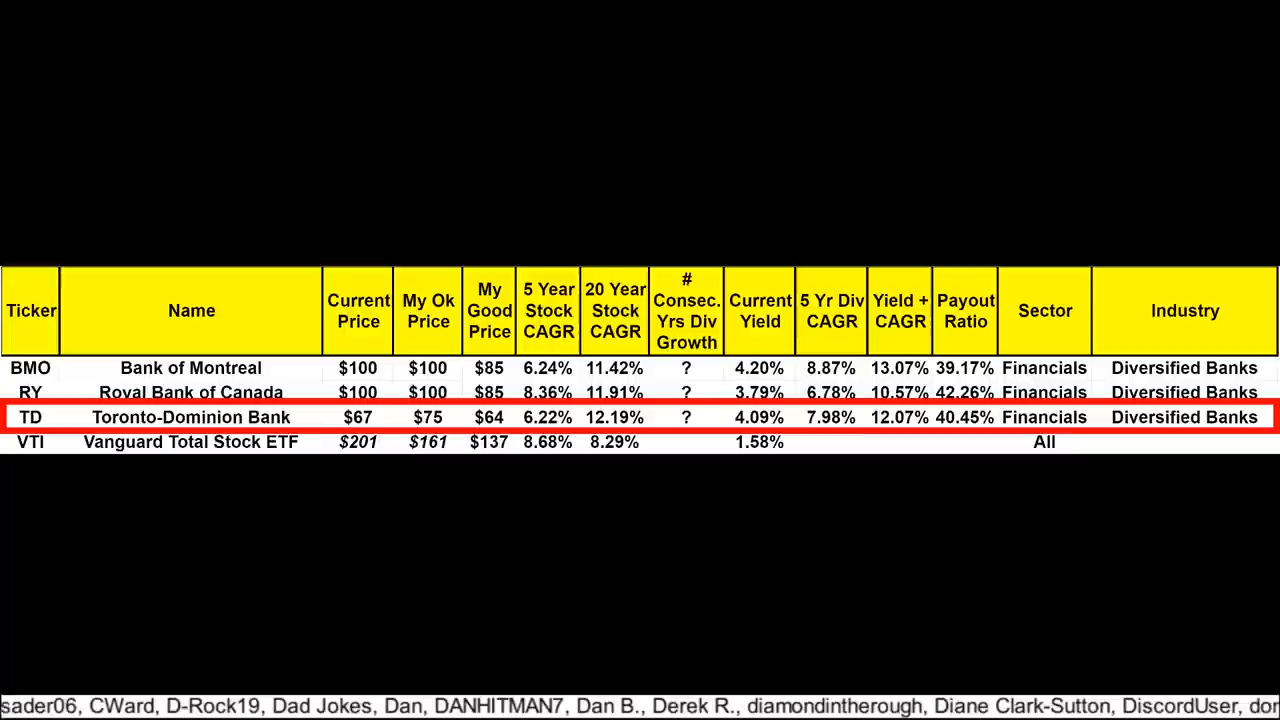 Ticker Name Current Price My Ok Price My Good Price 5 Year Stock CAGR 20 Year Stock CAGR # Consec. Yrs Div Growth Current Yield 5 Yr Div CAGR Yield + CAGR Payout Ratio Sector Industry
BMO Bank of Montreal $100 $100 $85 6.24% 11.42% ? 4.20% 8.87% 13.07% 39.17% Financials Diversified Banks
RY Royal Bank of Canada $100 $100 $85 8.36% 11.91% ? 3.79% 6.78% 10.57% 42.26% Financials Diversified Banks
TD Toronto-Dominion Bank $67 $75 $64 6.22% 12.19% ? 4.09% 7.98% 12.07% 40.45% Financials Diversified Banks
VTI Vanguard Total Stock ETF $201 $161 $137 8.68% 8.29% 1.58% All
sader06, CWard, D-Rock19, Dad Jokes, Dan, DANHITMAN7, Dan B., Derek R., diamondintherough, Diane Clark-Sutton, DiscordUser, dor